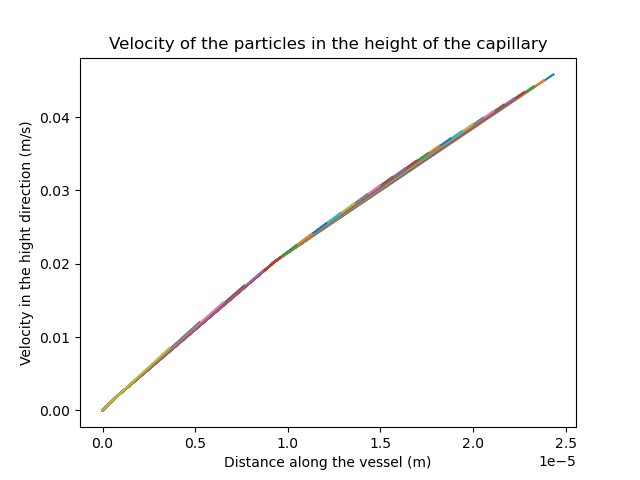 Velocity of the particles in the height of the capillary
Velocity in the hight direction (m/s)
0.04
0.03
0.02
0.01
0.00
0.0 0.5 1.0 1.5 2.0 2.5
1e−5
Distance along the vessel (m)